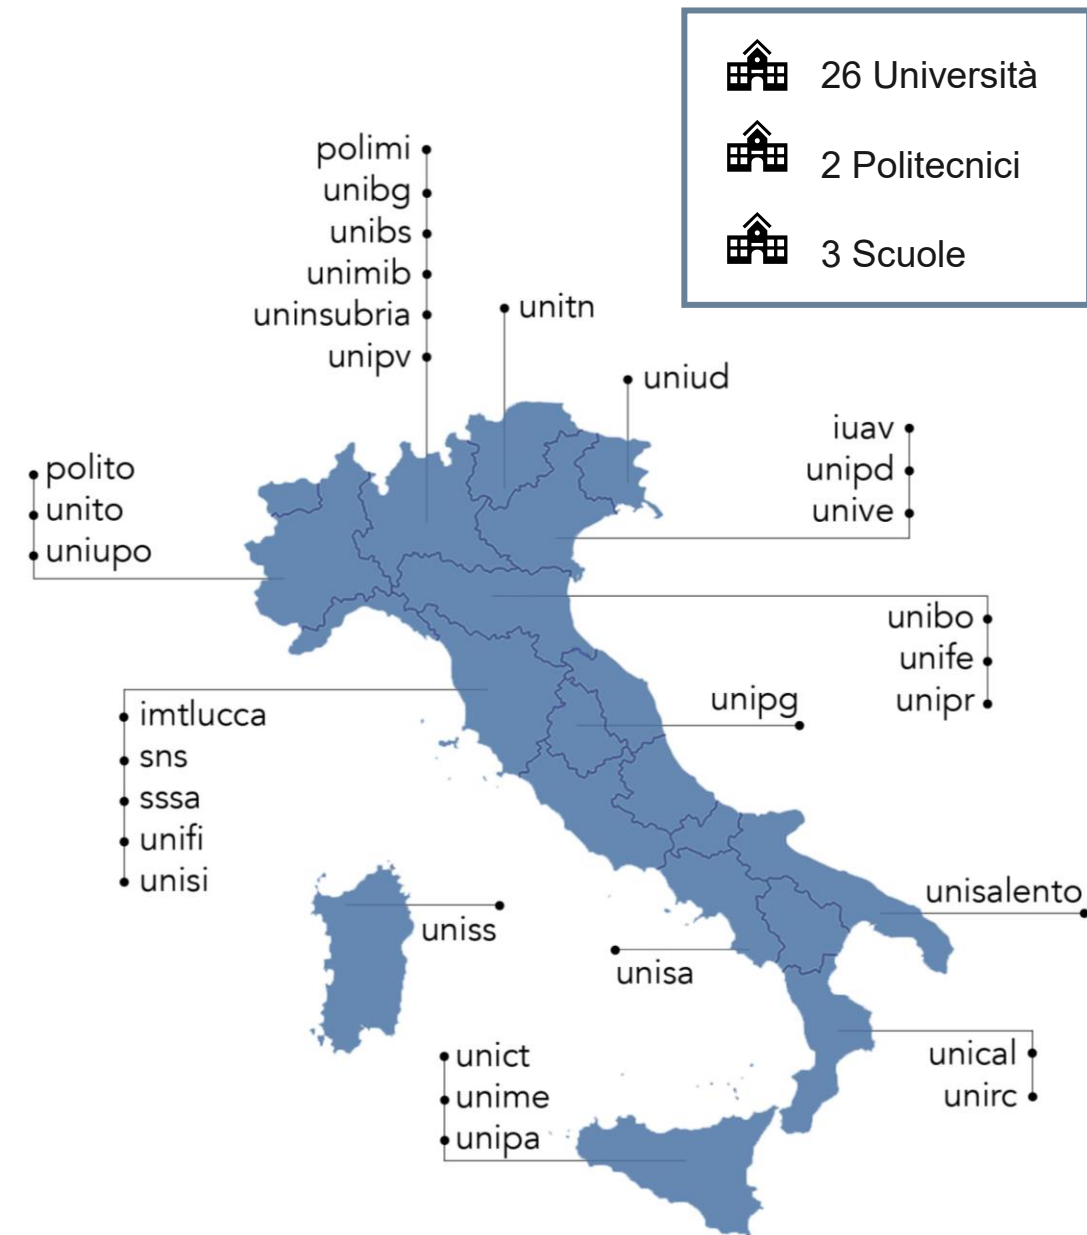 26 Università
2 Politecnici
3 Scuole
polimi
unibg
unibs
unimib
uninsubria
unipv
unitn
uniud
iuav
unipd
unive
polito
unito
uniupo
unibo
unife
unipr
unipg
imtlucca
sns
sssa
unifi
unisi
uniss
unisalento
unisa
unical
unirc
unict
unime
unipa